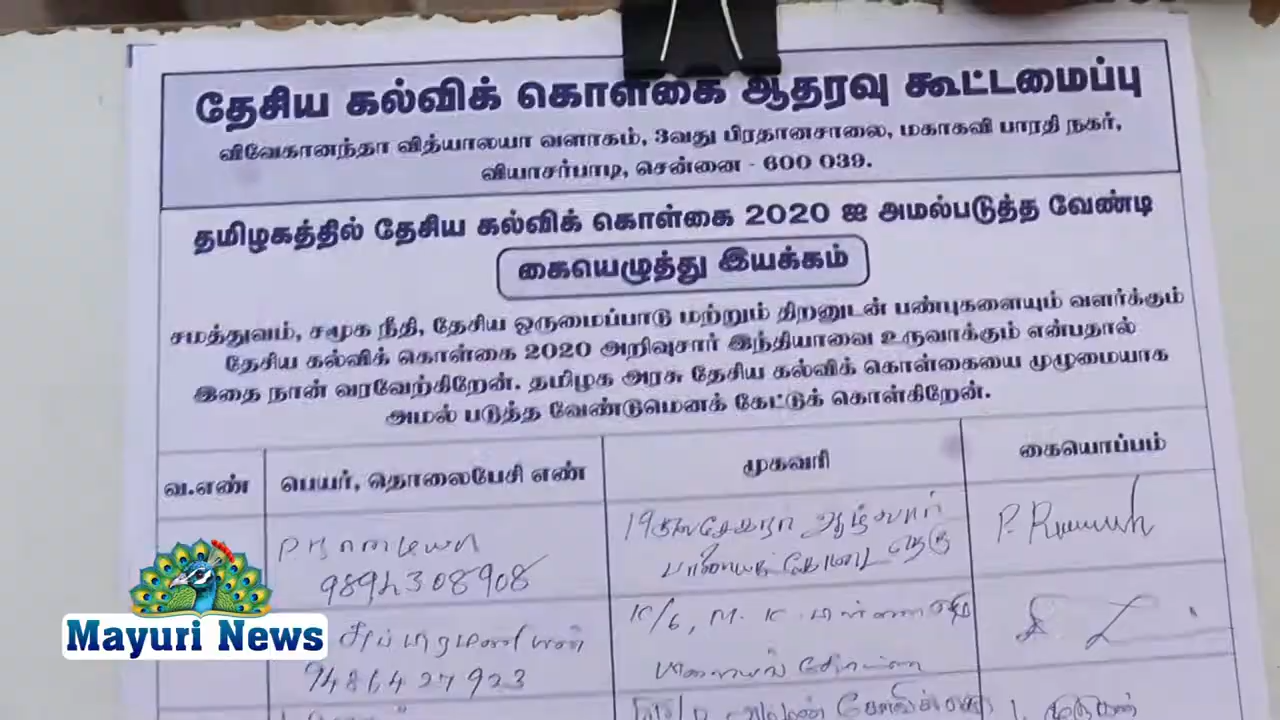 தேசிய கல்விக் கொள்கை ஆதரவு கூட்டமைப்பு
விவேகானந்தா வித்யாலயா வளாகம், 3வது பிரதானசாலை, மகாகவி பாரதி நகர்,
வியாசர்பாடி, சென்னை - 600 039.
தமிழகத்தில் தேசிய கல்விக் கொள்கை 2020 ஐ அமல்படுத்த வேண்டி
கையெழுத்து இயக்கம்
சமத்துவம், சமூக நீதி, தேசிய ஒருமைப்பாடு மற்றும் திறனுடன் பண்புகளையும் வளர்க்கும்
தேசிய கல்விக் கொள்கை 2020 அறிவுசார் இந்தியாவை உருவாக்கும் என்பதால்
இதை நான் வரவேற்கிறேன். தமிழக அரசு தேசிய கல்விக் கொள்கையை முழுமையாக
அமல் படுத்த வேண்டுமெனக் கேட்டுக் கொள்கிறேன்.
வ.எண் பெயர், தொலைபேசி எண் முகவரி கையொப்பம்
9894308908
K/6, M. K.
9486427923
Mayuri News